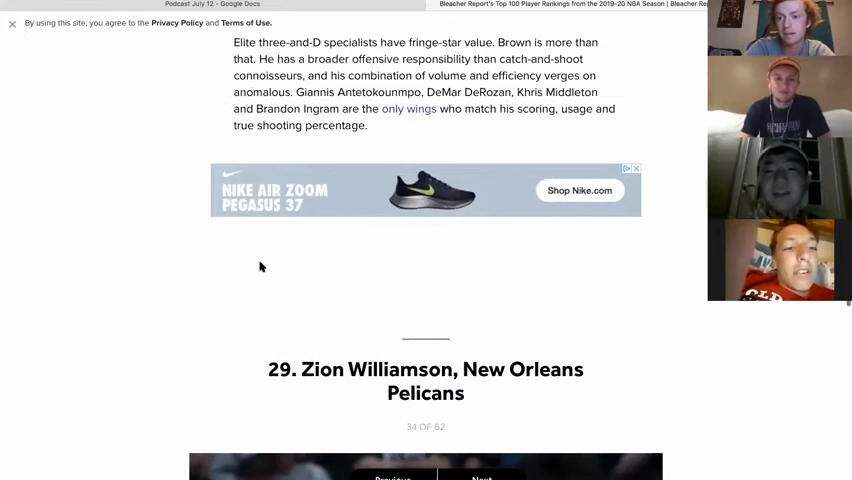 Podcast July 12 - Google Docs
Bleacher Report's Top 100 Player Rankings from the 2019-20 NBA Season | Bleacher Rep
By using this site, you agree to the Privacy Policy and Terms of Use.
Elite three-and-D specialists have fringe-star value. Brown is more than
that. He has a broader offensive responsibility than catch-and-shoot
connoisseurs, and his combination of volume and efficiency verges on
anomalous. Giannis Antetokounmpo, DeMar DeRozan, Khris Middleton
and Brandon Ingram are the only wings who match his scoring, usage and
true shooting percentage.
NIKE AIR ZOOM
PEGASUS 37
Shop Nike.com
29. Zion Williamson, New Orleans
Pelicans
34 OF 62
Previous
Next